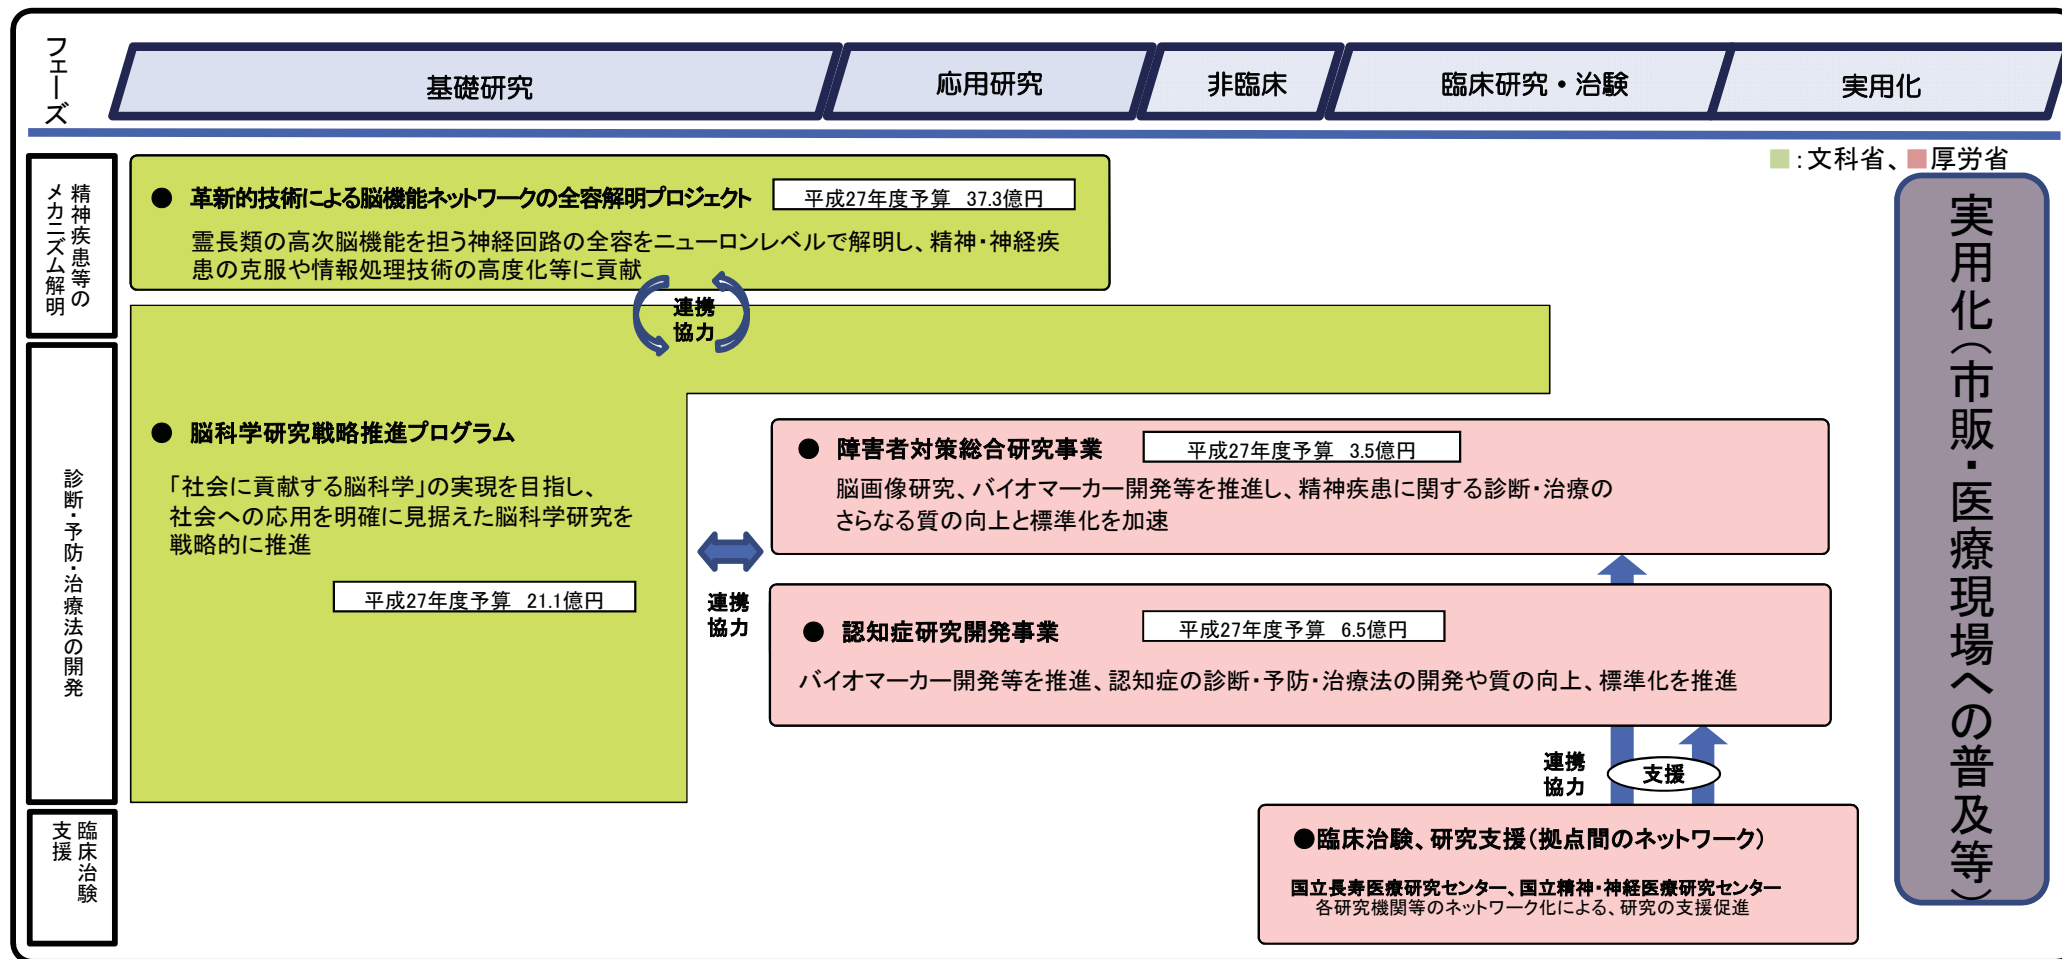 フェーズ
基礎研究
応用研究
非臨床
臨床研究・治験
実用化
■:文科省、■厚労省
精神疾患等の
メカニズム解明
● 革新的技術による脳機能ネットワークの全容解明プロジェクト
平成27年度予算 37.3億円
霊長類の高次脳機能を担う神経回路の全容をニューロンレベルで解明し、精神・神経疾
患の克服や情報処理技術の高度化等に貢献
連携
協力
診断・予防・治療法の開発
● 脳科学研究戦略推進プログラム
「社会に貢献する脳科学」の実現を目指し、
社会への応用を明確に見据えた脳科学研究を
戦略的に推進
平成27年度予算 21.1億円
連携
協力
● 障害者対策総合研究事業
平成27年度予算 3.5億円
脳画像研究、バイオマーカー開発等を推進し、精神疾患に関する診断・治療の
さらなる質の向上と標準化を加速
● 認知症研究開発事業
平成27年度予算 6.5億円
バイオマーカー開発等を推進、認知症の診断・予防・治療法の開発や質の向上、標準化を推進
連携
協力
支援
臨床治験
支援
●臨床治験、研究支援(拠点間のネットワーク)
国立長寿医療研究センター、国立精神・神経医療研究センター
各研究機関等のネットワーク化による、研究の支援促進
実用化(市販・医療現場への普及等)